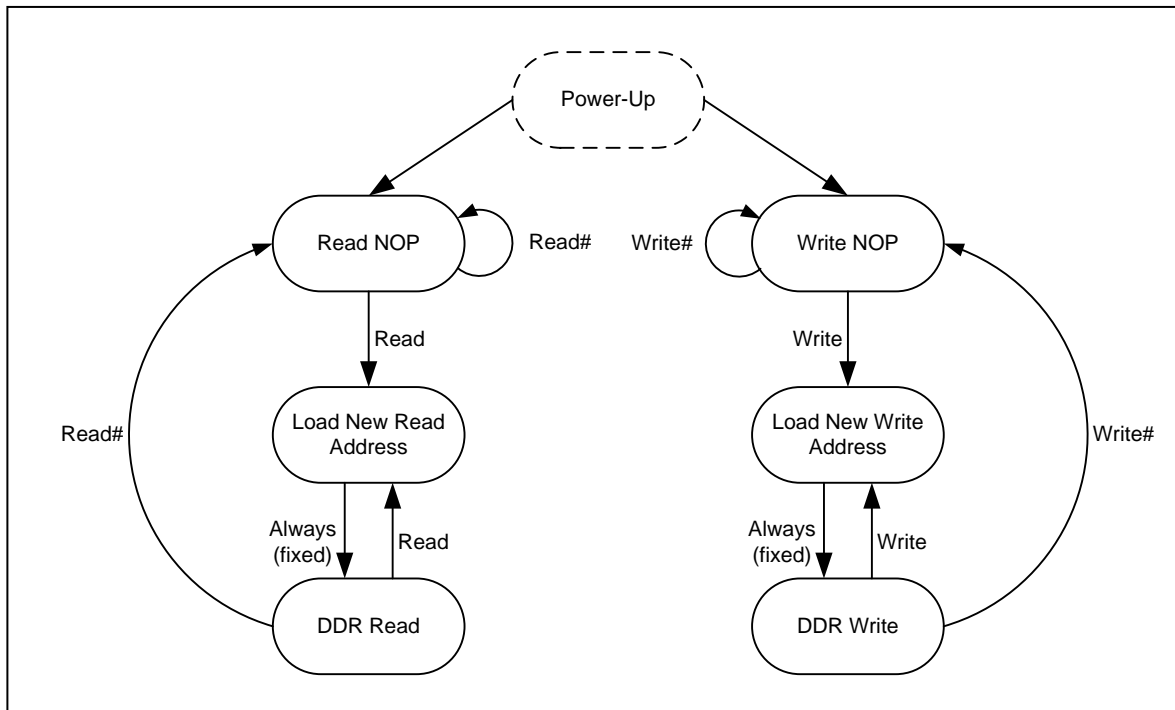 Power-Up
Read NOP
Read#
Write#
Write NOP
Read
Write
Load New Read
Address
Load New Write
Address
Read#
Write#
Always
(fixed)
Read
Always
(fixed)
Write
DDR Read
DDR Write